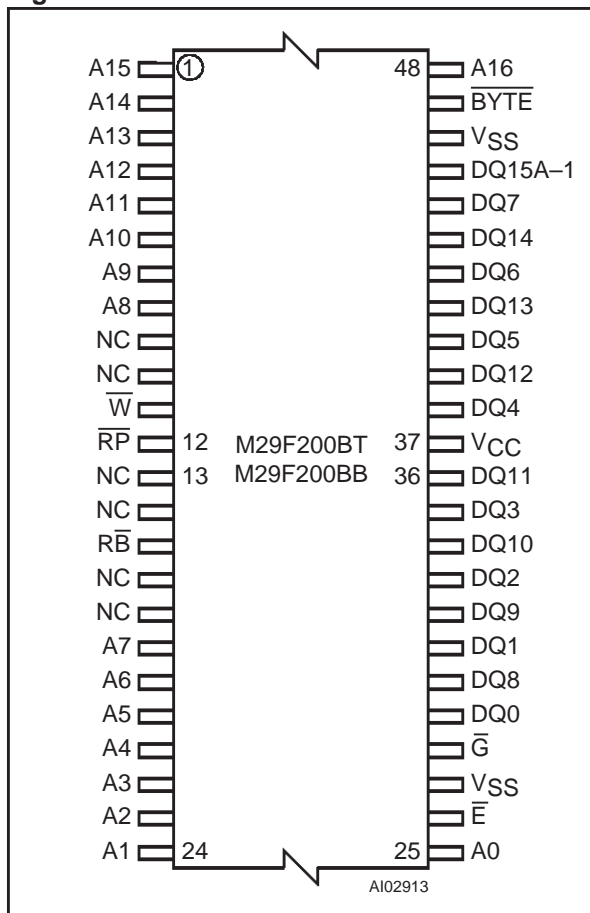 A15 1 48 A16
A14 B̅Y̅T̅E̅
A13 VSS
A12 DQ15A–1
A11 DQ7
A10 DQ14
A9 DQ6
A8 DQ13
NC DQ5
NC DQ12
W̅ DQ4
R̅P̅ 12 M29F200BT 37 VCC
NC 13 M29F200BB 36 DQ11
NC DQ3
RB̅ DQ10
NC DQ2
NC DQ9
A7 DQ1
A6 DQ8
A5 DQ0
A4 G̅
A3 VSS
A2 E̅
A1 24 25 A0
AI02913